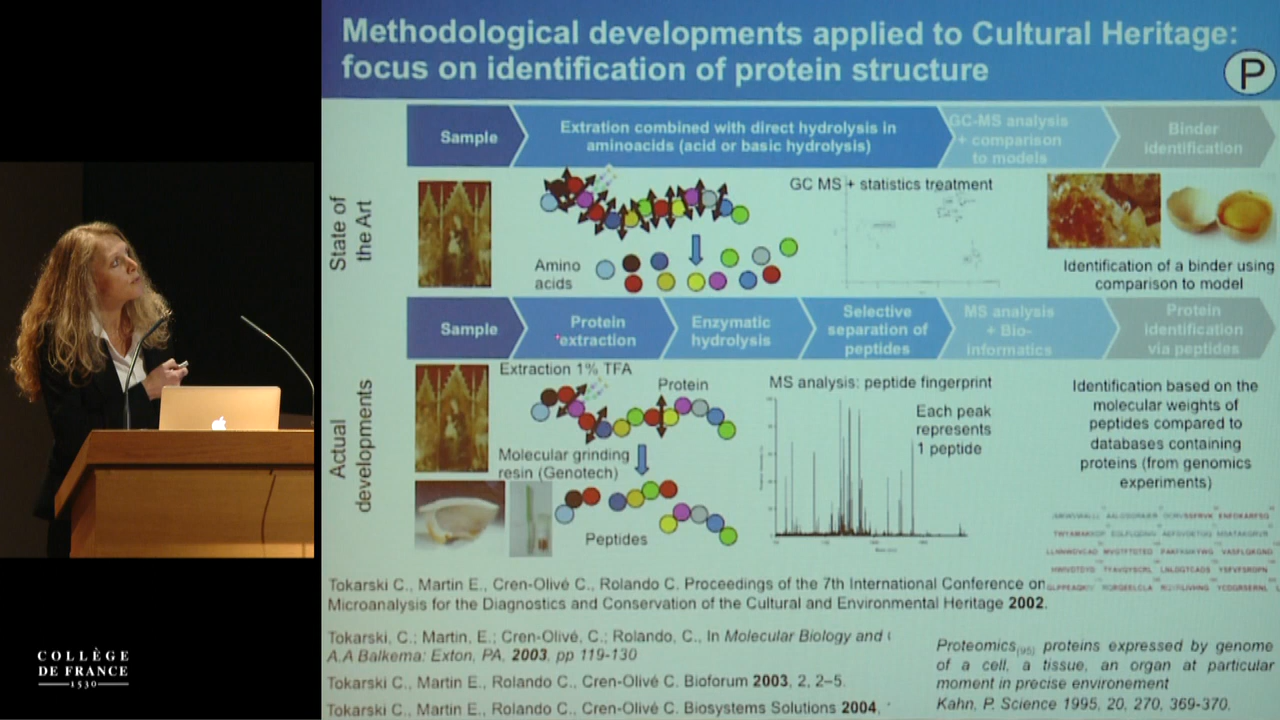 Methodological developments applied to Cultural Heritage:
focus on identification of protein structure
P
Sample
Extration combined with direct hydrolysis in
aminoacids (acid or basic hydrolysis)
GC-MS analysis
+ comparison
to models
Binder
identification
State of
the Art
GC MS + statistics treatment
Amino
acids
Identification of a binder using
comparison to model
Sample
Protein
extraction
Enzymatic
hydrolysis
Selective
separation of
peptides
MS analysis
+ Bio-
informatics
Protein
identification
via peptides
Actual
developments
Extraction 1% TFA
Protein
Molecular grinding
resin (Genotech)
Peptides
MS analysis: peptide fingerprint
Each peak
represents
1 peptide
Identification based on the
molecular weights of
peptides compared to
databases containing
proteins (from genomics
experiments)
Tokarski C., Martin E., Cren-Olivé C., Rolando C. Proceedings of the 7th International Conference on
Microanalysis for the Diagnostics and Conservation of the Cultural and Environmental Heritage 2002.
Tokarski, C.; Martin, E.; Cren-Olivé, C.; Rolando, C., In Molecular Biology and
A.A Balkema: Exton, PA, 2003, pp 119-130
Tokarski C., Martin E., Rolando C., Cren-Olivé C. Bioforum 2003, 2, 2–5.
Tokarski C., Martin E., Rolando C., Cren-Olivé C. Biosystems Solutions 2004,
Proteomics(95) proteins expressed by genome
of a cell, a tissue, an organ at particular
moment in precise environement
Kahn, P. Science 1995, 20, 270, 369-370.
COLLÈGE
DE FRANCE
1530